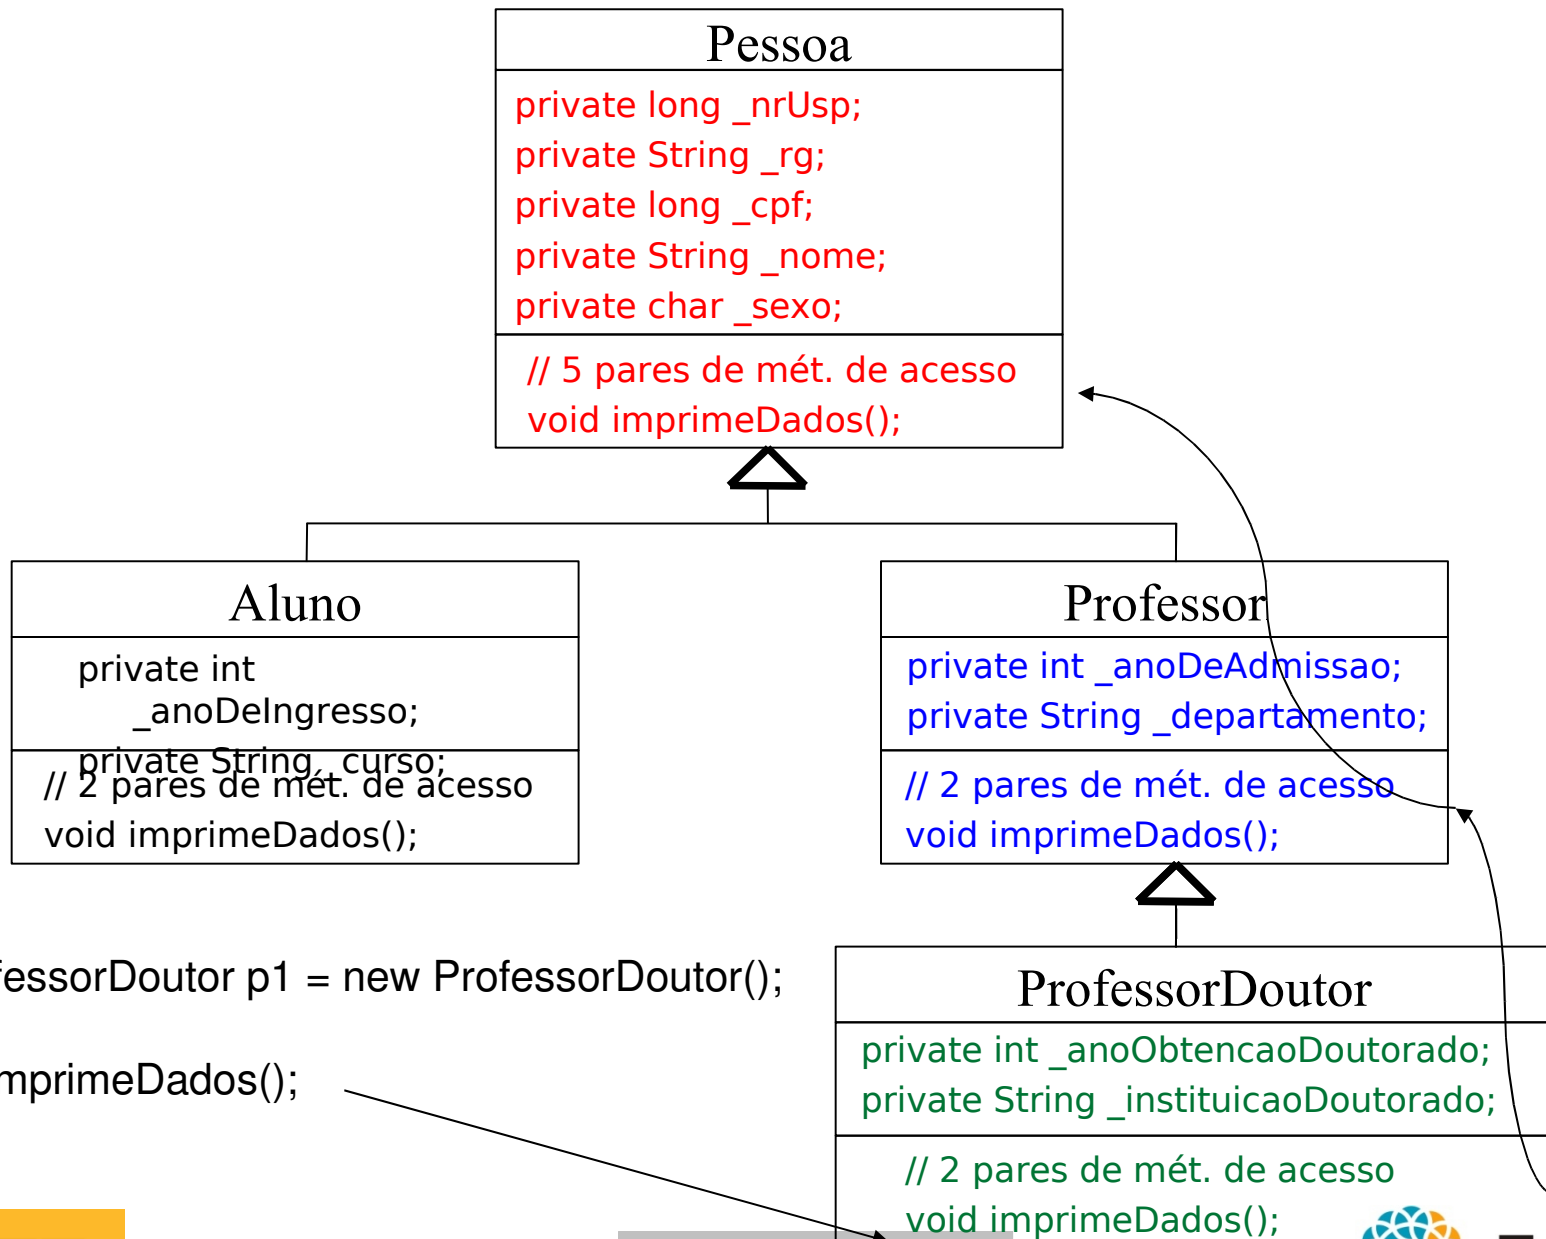 Pessoa
private long _nrUsp;
private String _rg;
private long _cpf;
private String _nome;
private char _sexo;
// 5 pares de mét. de acesso
void imprimeDados();
Aluno
private int
_anoDeIngresso;
private String _curso;
// 2 pares de mét. de acesso
void imprimeDados();
Professor
private int _anoDeAdmissao;
private String _departamento;
// 2 pares de mét. de acesso
void imprimeDados();
fessorDoutor p1 = new ProfessorDoutor();
mprimeDados();
ProfessorDoutor
private int _anoObtencaoDoutorado;
private String _instituicaoDoutorado;
// 2 pares de mét. de acesso
void imprimeDados();